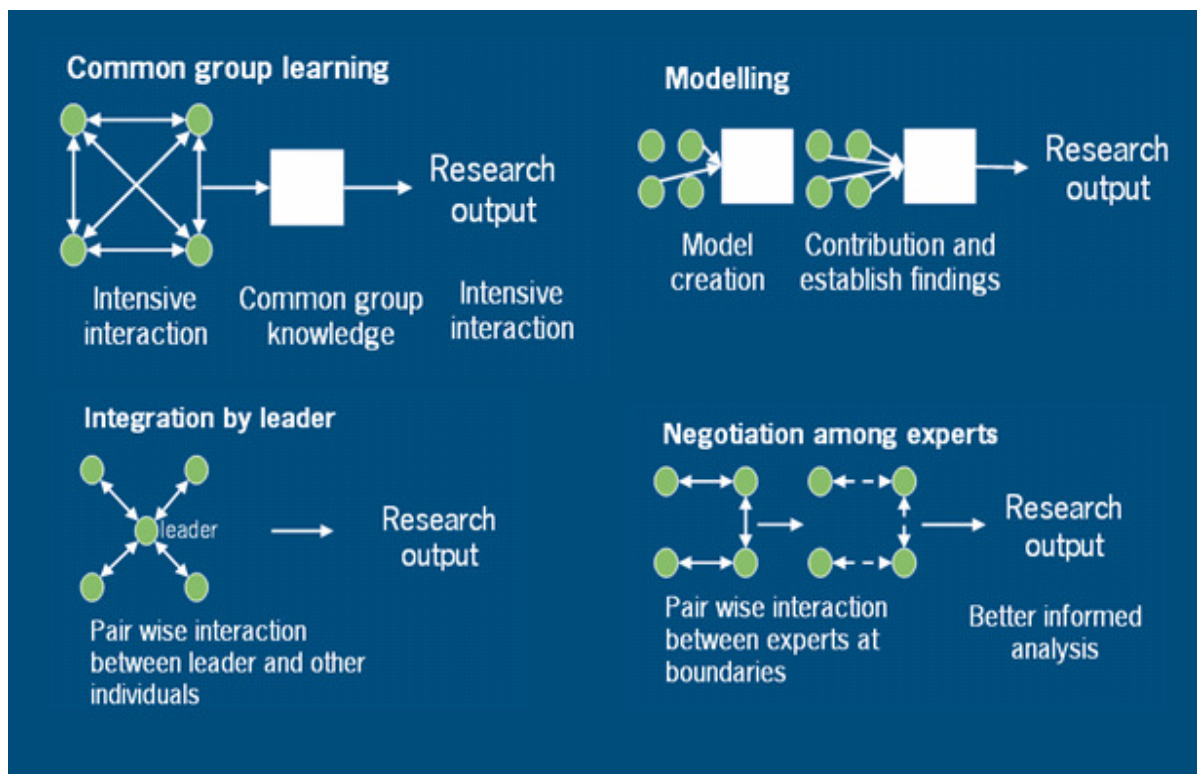 Common group learning
Research
output
Intensive
interaction
Common group
knowledge
Intensive
interaction
Modelling
Research
output
Model
creation
Contribution and
establish findings
Integration by leader
leader
Research
output
Pair wise interaction
between leader and other
individuals
Negotiation among experts
Research
output
Pair wise interaction
between experts at
boundaries
Better informed
analysis